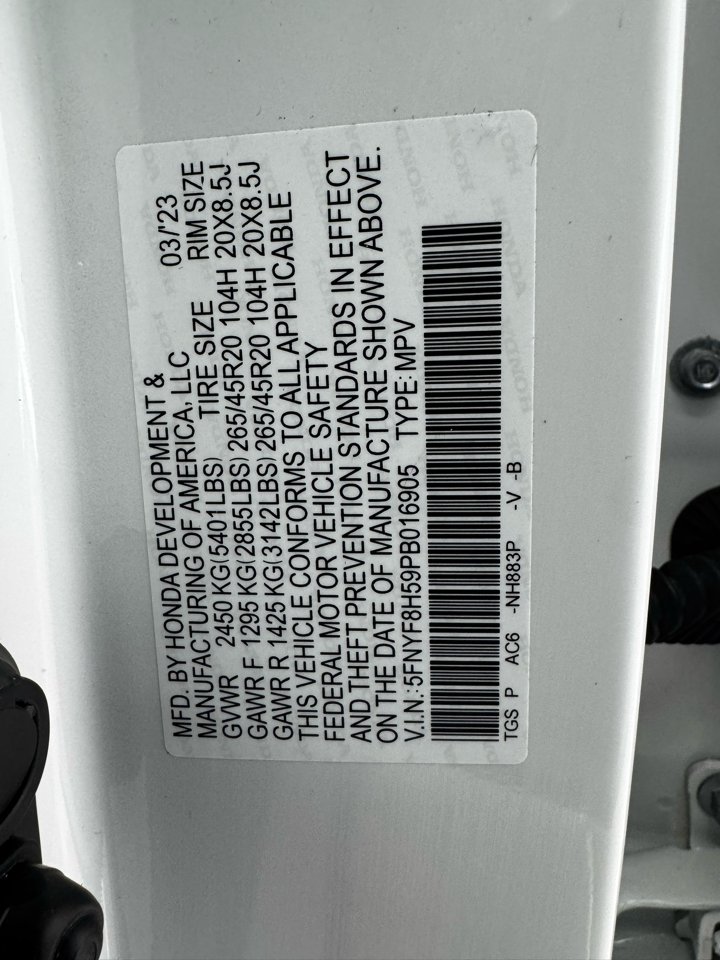 MFD. BY HONDA DEVELOPMENT &
MANUFACTURING OF AMERICA, LLC 03/'23
TIRE SIZE RIM SIZE
GVWR 2450 KG(5401LBS)
GAWR F 1295 KG(2855LBS) 265/45R20 104H 20X8.5J
GAWR R 1425 KG(3142LBS) 265/45R20 104H 20X8.5J
THIS VEHICLE CONFORMS TO ALL APPLICABLE
FEDERAL MOTOR VEHICLE SAFETY
AND THEFT PREVENTION STANDARDS IN EFFECT
ON THE DATE OF MANUFACTURE SHOWN ABOVE.
V.I.N.:5FNYF8H59PB016905 TYPE:MPV
TGS P AC6 -NH883P -V -B